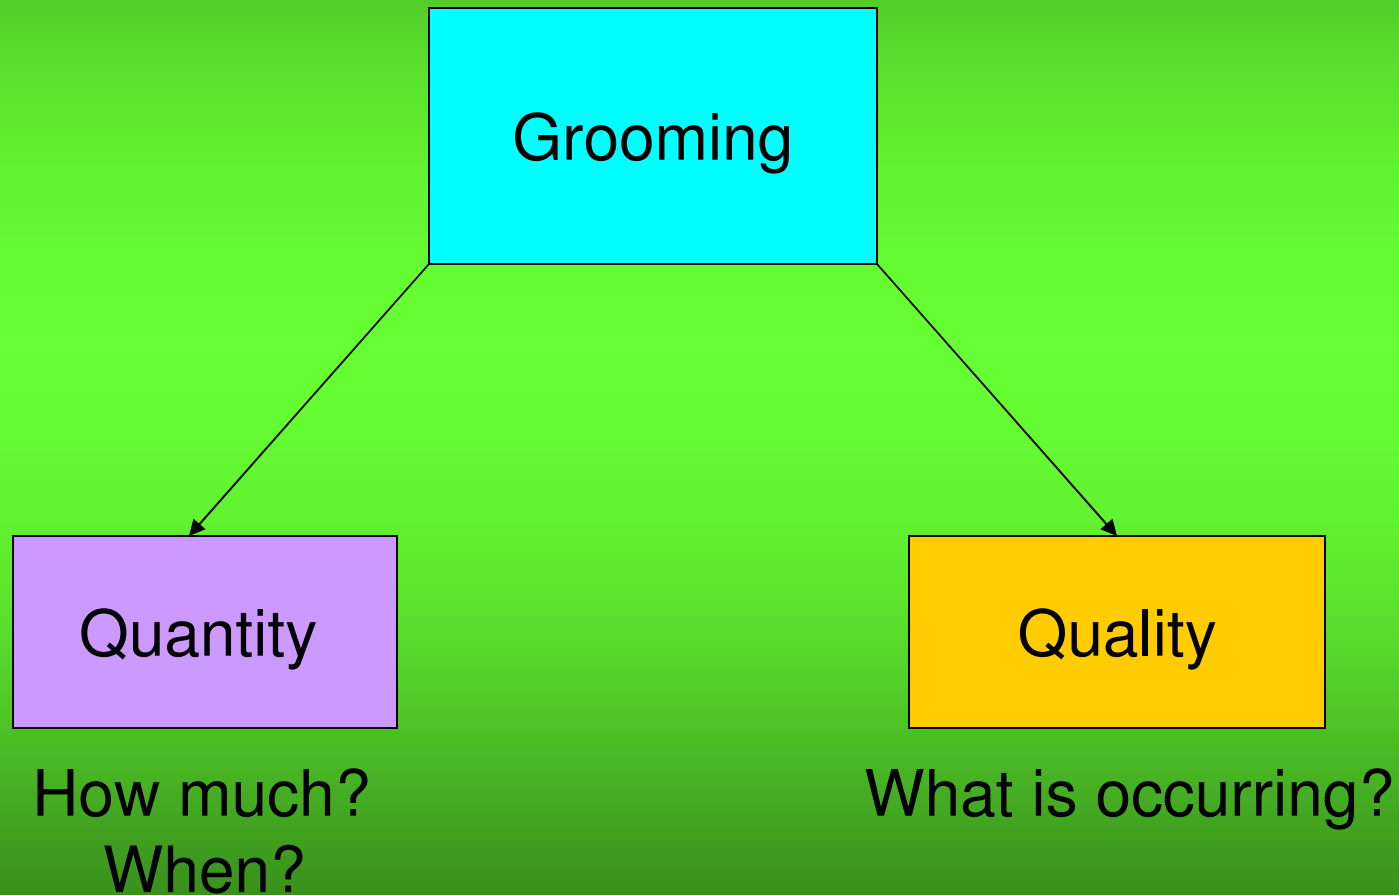 Grooming
Quantity
Quality
How much?
When?
What is occurring?